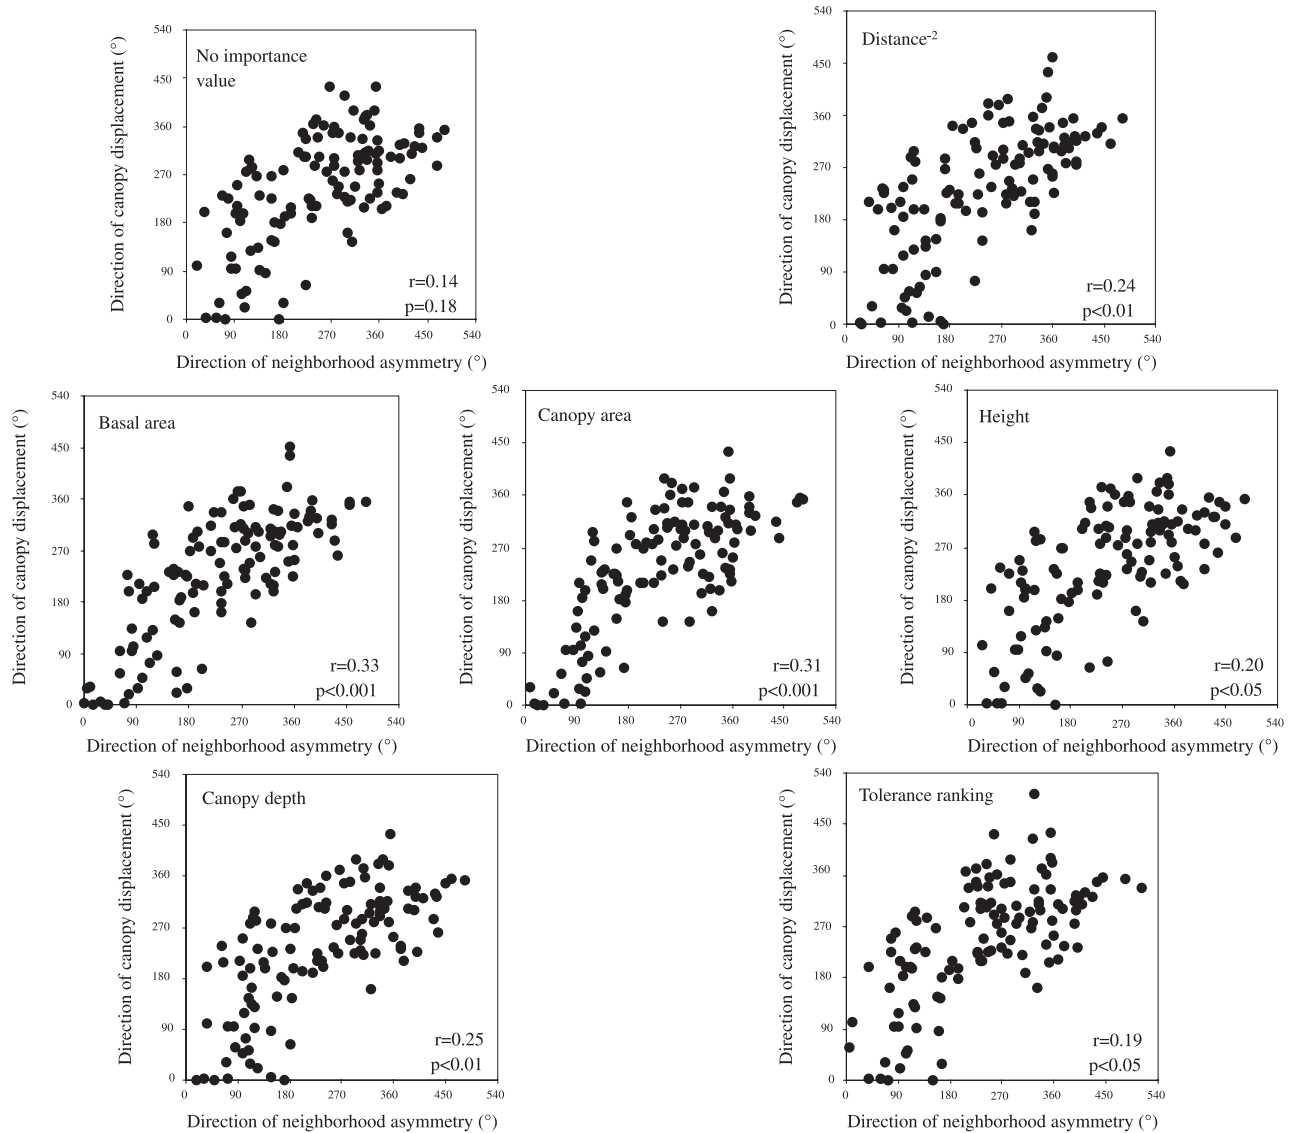 No importance
value
Direction of canopy displacement (°)
540
450
360
270
180
90
0
r=0.14
p=0.18
0 90 180 270 360 450 540
Direction of neighborhood asymmetry (°)
Distance-2
Direction of canopy displacement (°)
540
450
360
270
180
90
0
r=0.24
p<0.01
0 90 180 270 360 450 540
Direction of neighborhood asymmetry (°)
Basal area
Direction of canopy displacement (°)
540
450
360
270
180
90
0
r=0.33
p<0.001
0 90 180 270 360 450 540
Direction of neighborhood asymmetry (°)
Canopy area
Direction of canopy displacement (°)
540
450
360
270
180
90
0
r=0.31
p<0.001
0 90 180 270 360 450 540
Direction of neighborhood asymmetry (°)
Height
Direction of canopy displacement (°)
540
450
360
270
180
90
0
r=0.20
p<0.05
0 90 180 270 360 450 540
Direction of neighborhood asymmetry (°)
Canopy depth
Direction of canopy displacement (°)
540
450
360
270
180
90
0
r=0.25
p<0.01
0 90 180 270 360 450 540
Direction of neighborhood asymmetry (°)
Tolerance ranking
Direction of canopy displacement (°)
540
450
360
270
180
90
0
r=0.19
p<0.05
0 90 180 270 360 450 540
Direction of neighborhood asymmetry (°)